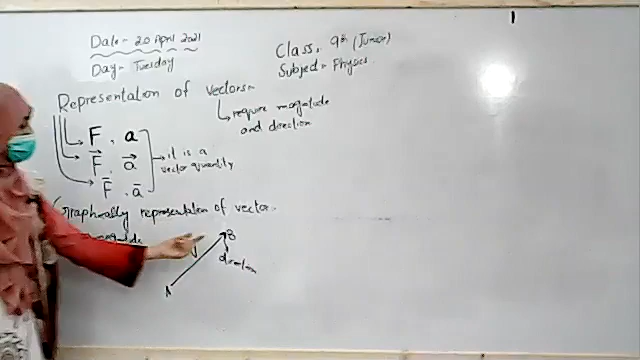 Date - 20 April 2021
Day - Tuesday
Class: 9th (Junior)
Subject - Physics.
Representation of vectors:-
require magnitude
and direction
F , a
F⃗ , a⃗
F̄ , ā
it is a
vector quantity
Graphically representation of vector.
B
direction
A